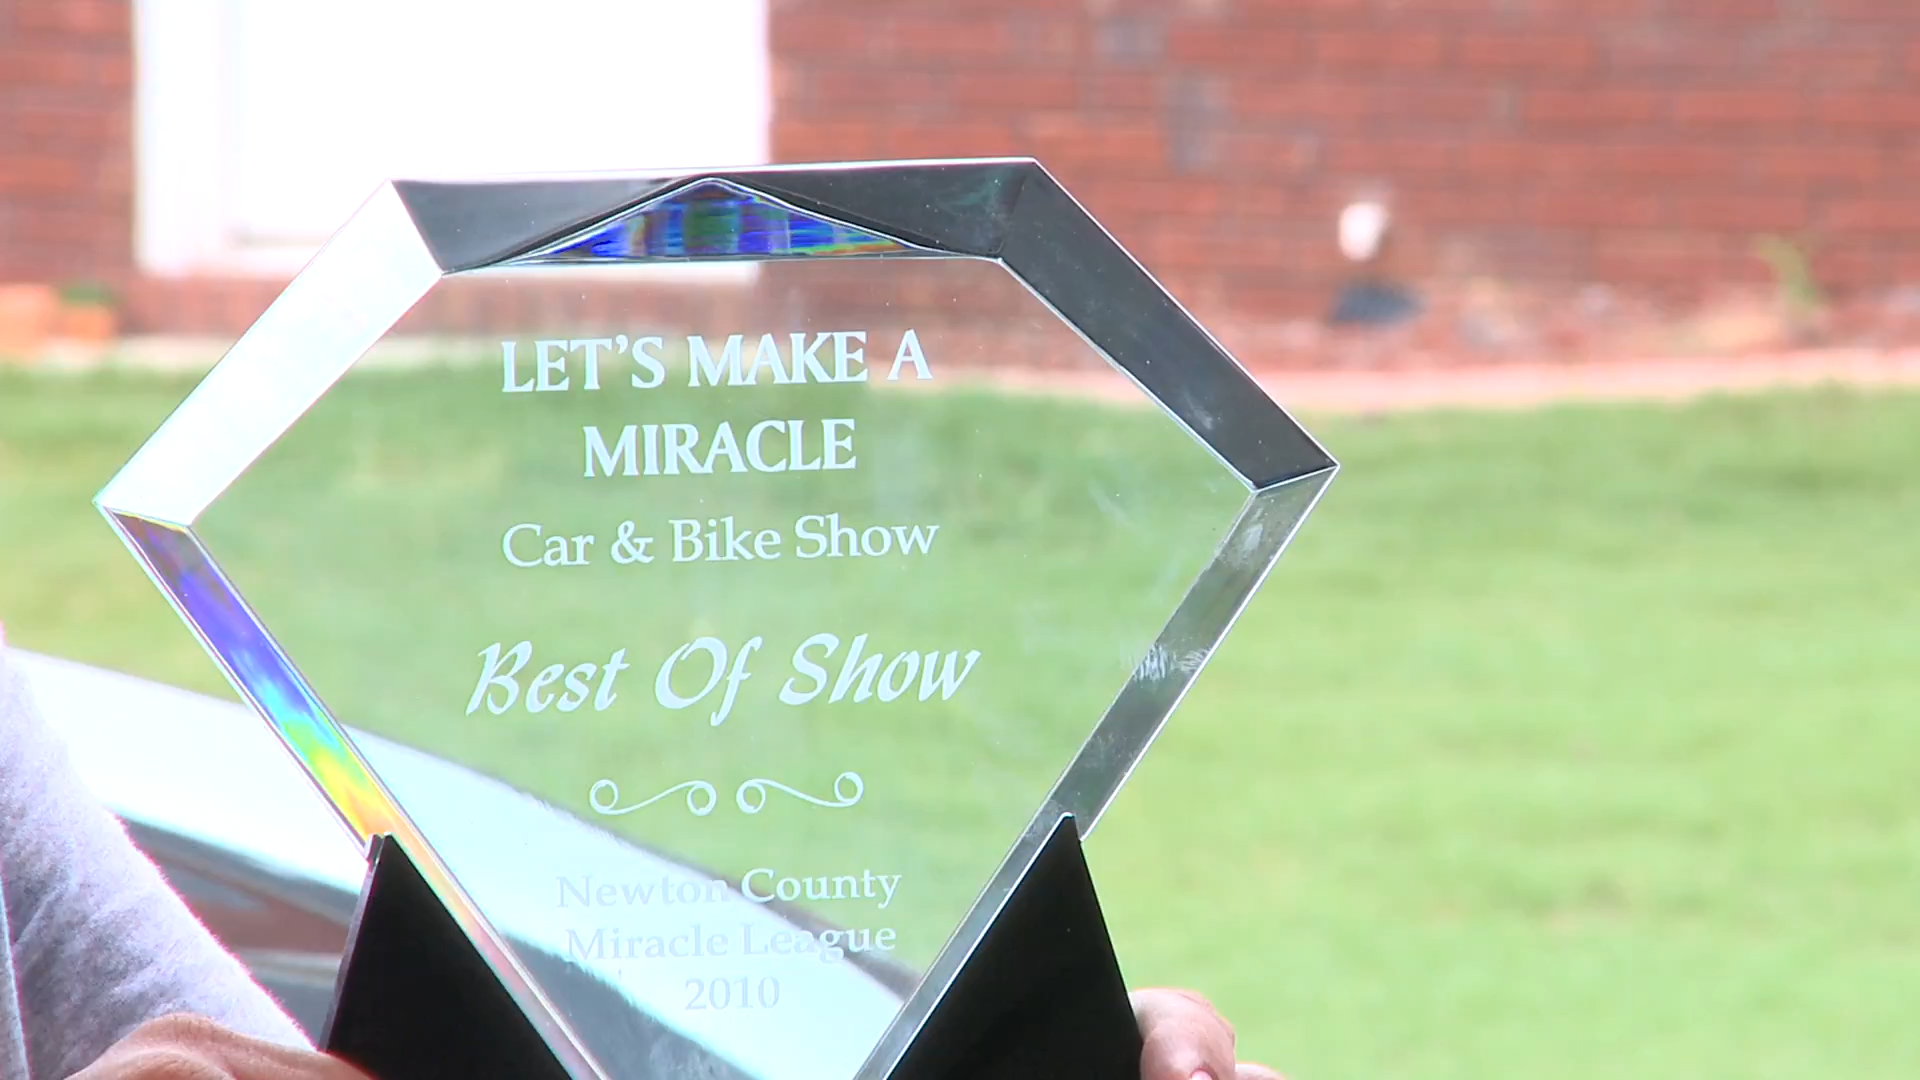 LET'S MAKE A
MIRACLE
Car & Bike Show
Best Of Show
Newton County
Miracle League
2010